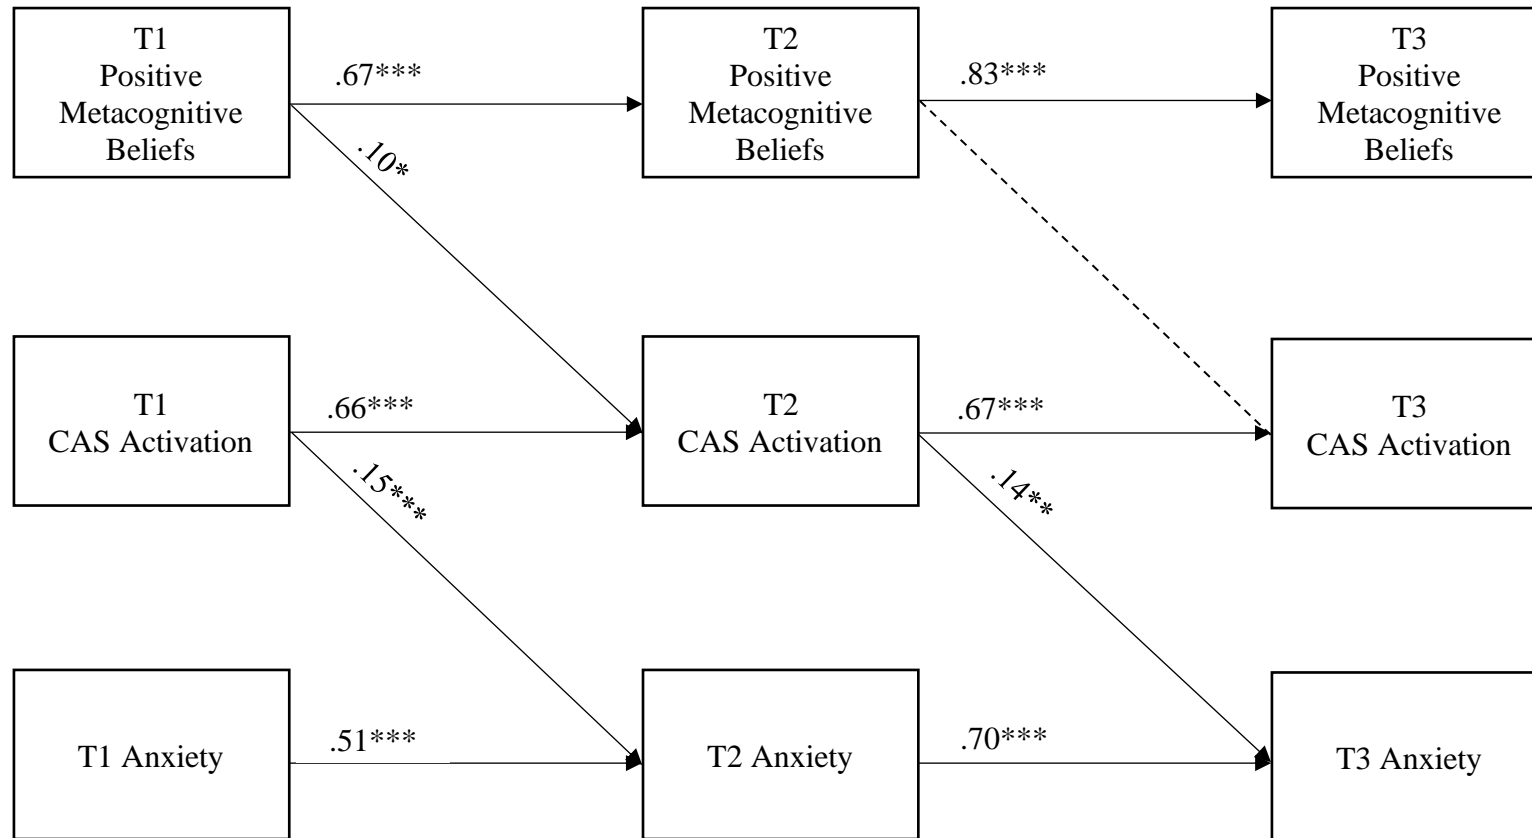 T1
Positive
Metacognitive
Beliefs
.67***
T2
Positive
Metacognitive
Beliefs
.83***
T3
Positive
Metacognitive
Beliefs
.10*
T1
CAS Activation
.66***
T2
CAS Activation
.67***
T3
CAS Activation
.15***
.14**
T1 Anxiety
.51***
T2 Anxiety
.70***
T3 Anxiety